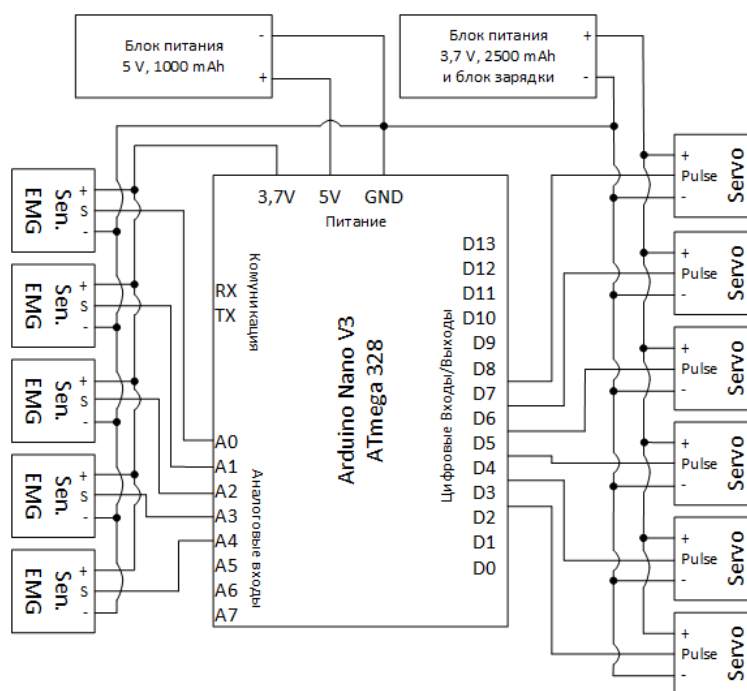 Блок питания
5 V, 1000 mAh
-
+
Блок питания
3,7 V, 2500 mAh
и блок зарядки
+
-
3,7V 5V GND
Питание
Комуникация
RX
TX
Arduino Nano V3
ATmega 328
Аналоговые входы
A0
A1
A2
A3
A4
A5
A6
A7
Цифровые Входы/Выходы
D13
D12
D11
D10
D9
D8
D7
D6
D5
D4
D3
D2
D1
D0
EMG
Sen.
+
S
-
EMG
Sen.
+
S
-
EMG
Sen.
+
S
-
EMG
Sen.
+
S
-
EMG
Sen.
+
S
-
+
Pulse
-
Servo
+
Pulse
-
Servo
+
Pulse
-
Servo
+
Pulse
-
Servo
+
Pulse
-
Servo
+
Pulse
-
Servo